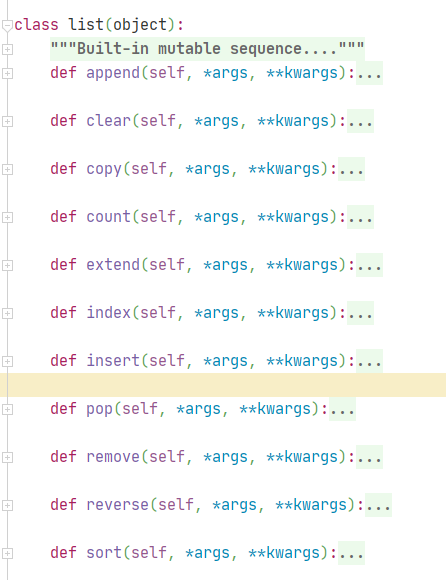 class list(object):
"""Built-in mutable sequence...."""
def append(self, *args, **kwargs):...
def clear(self, *args, **kwargs):...
def copy(self, *args, **kwargs):...
def count(self, *args, **kwargs):...
def extend(self, *args, **kwargs):...
def index(self, *args, **kwargs):...
def insert(self, *args, **kwargs):...
def pop(self, *args, **kwargs):...
def remove(self, *args, **kwargs):...
def reverse(self, *args, **kwargs):...
def sort(self, *args, **kwargs):...